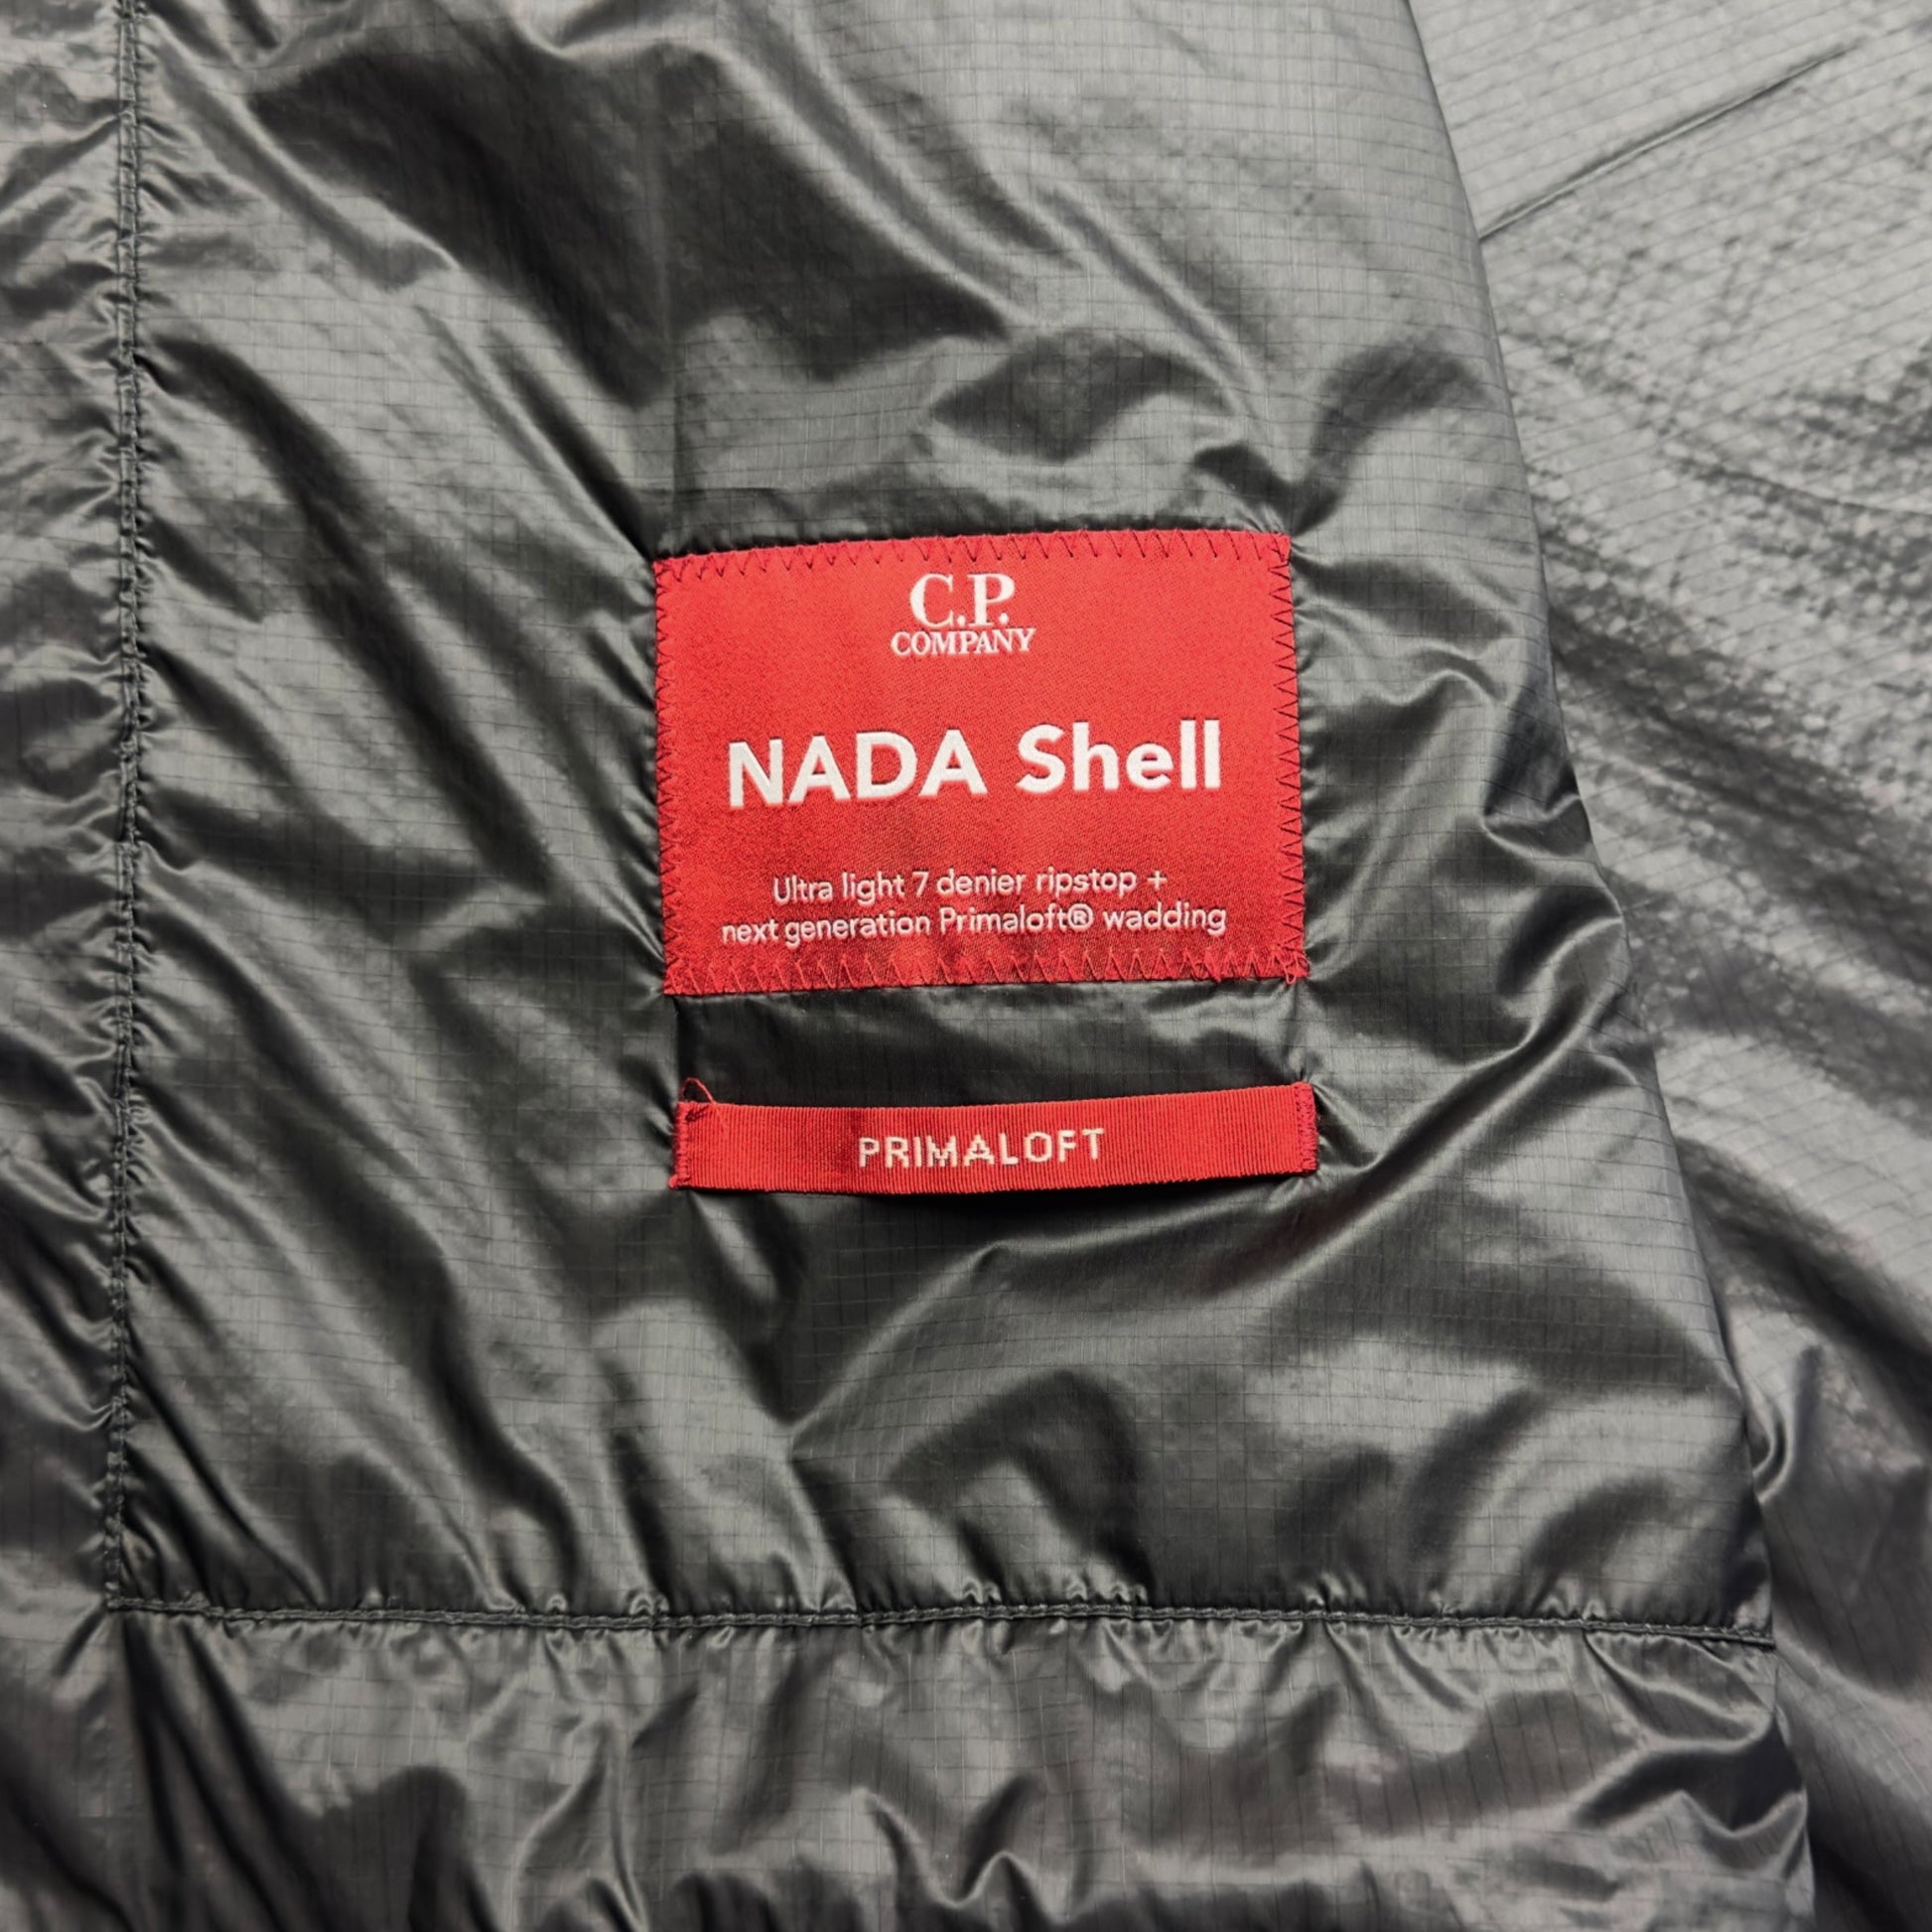 C.P.
COMPANY
NADA Shell
Ultra light 7 denier ripstop +
next generation Primaloft® wadding
PRIMALOFT